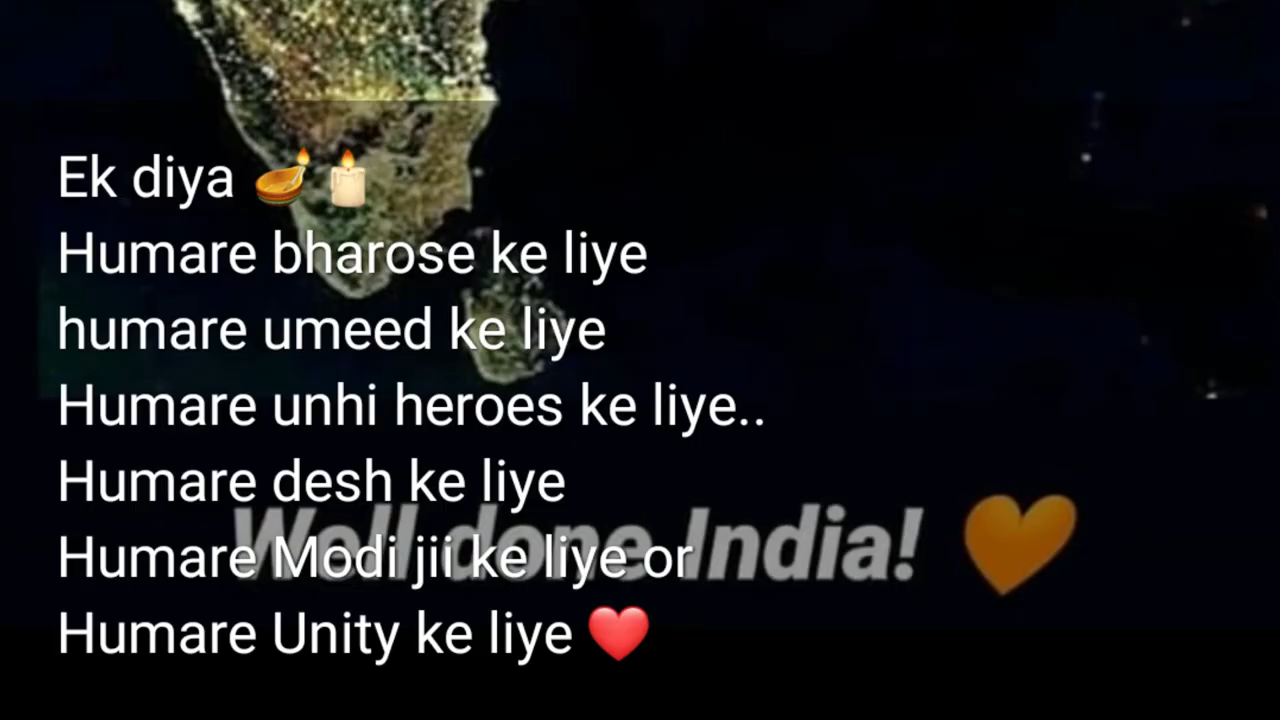 Ek diya 🪔🕯️
Humare bharose ke liye
humare umeed ke liye
Humare unhi heroes ke liye..
Humare desh ke liye
Well done India! 🧡
Humare Modi jii ke liye or
Humare Unity ke liye ❤️